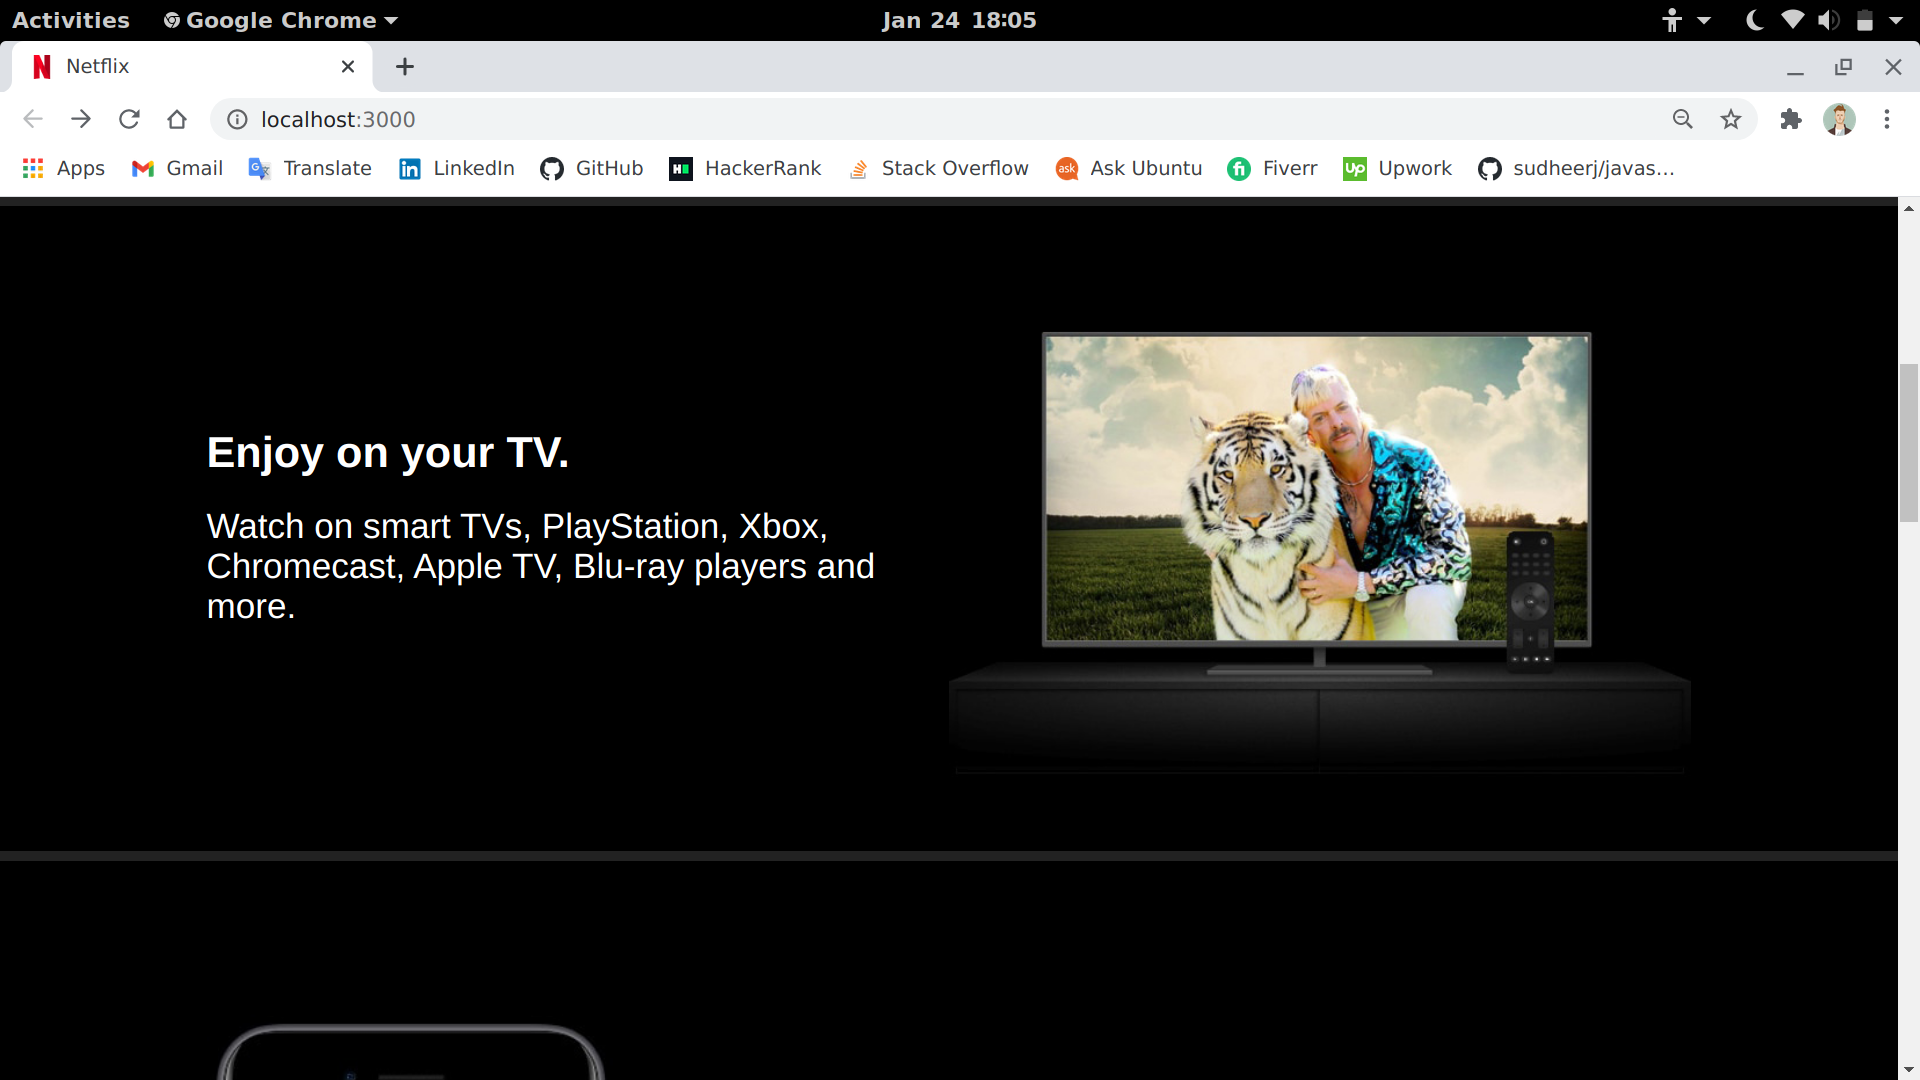 Activities Google Chrome Jan 24 18:05
Netflix
localhost:3000
Apps Gmail Translate LinkedIn GitHub HackerRank Stack Overflow Ask Ubuntu Fiverr Upwork sudheerj/javas...
Enjoy on your TV.
Watch on smart TVs, PlayStation, Xbox,
Chromecast, Apple TV, Blu-ray players and
more.